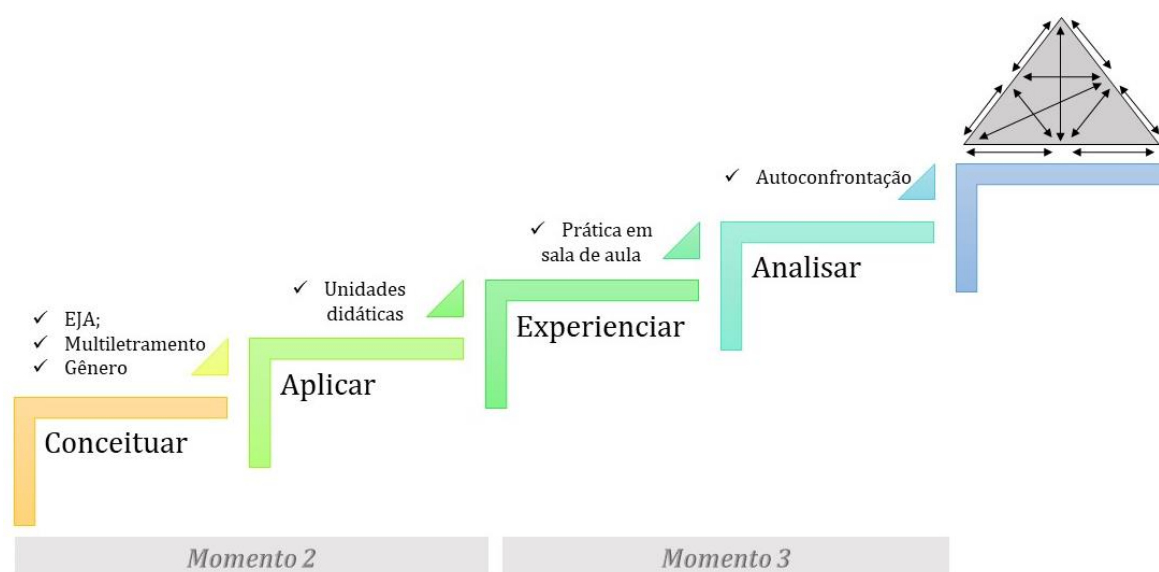 ✓ EJA;
✓ Multiletramento
✓ Gênero
Conceituar
✓ Unidades
didáticas
Aplicar
✓ Prática em
sala de aula
Experienciar
✓ Autoconfrontação
Analisar
Momento 2
Momento 3